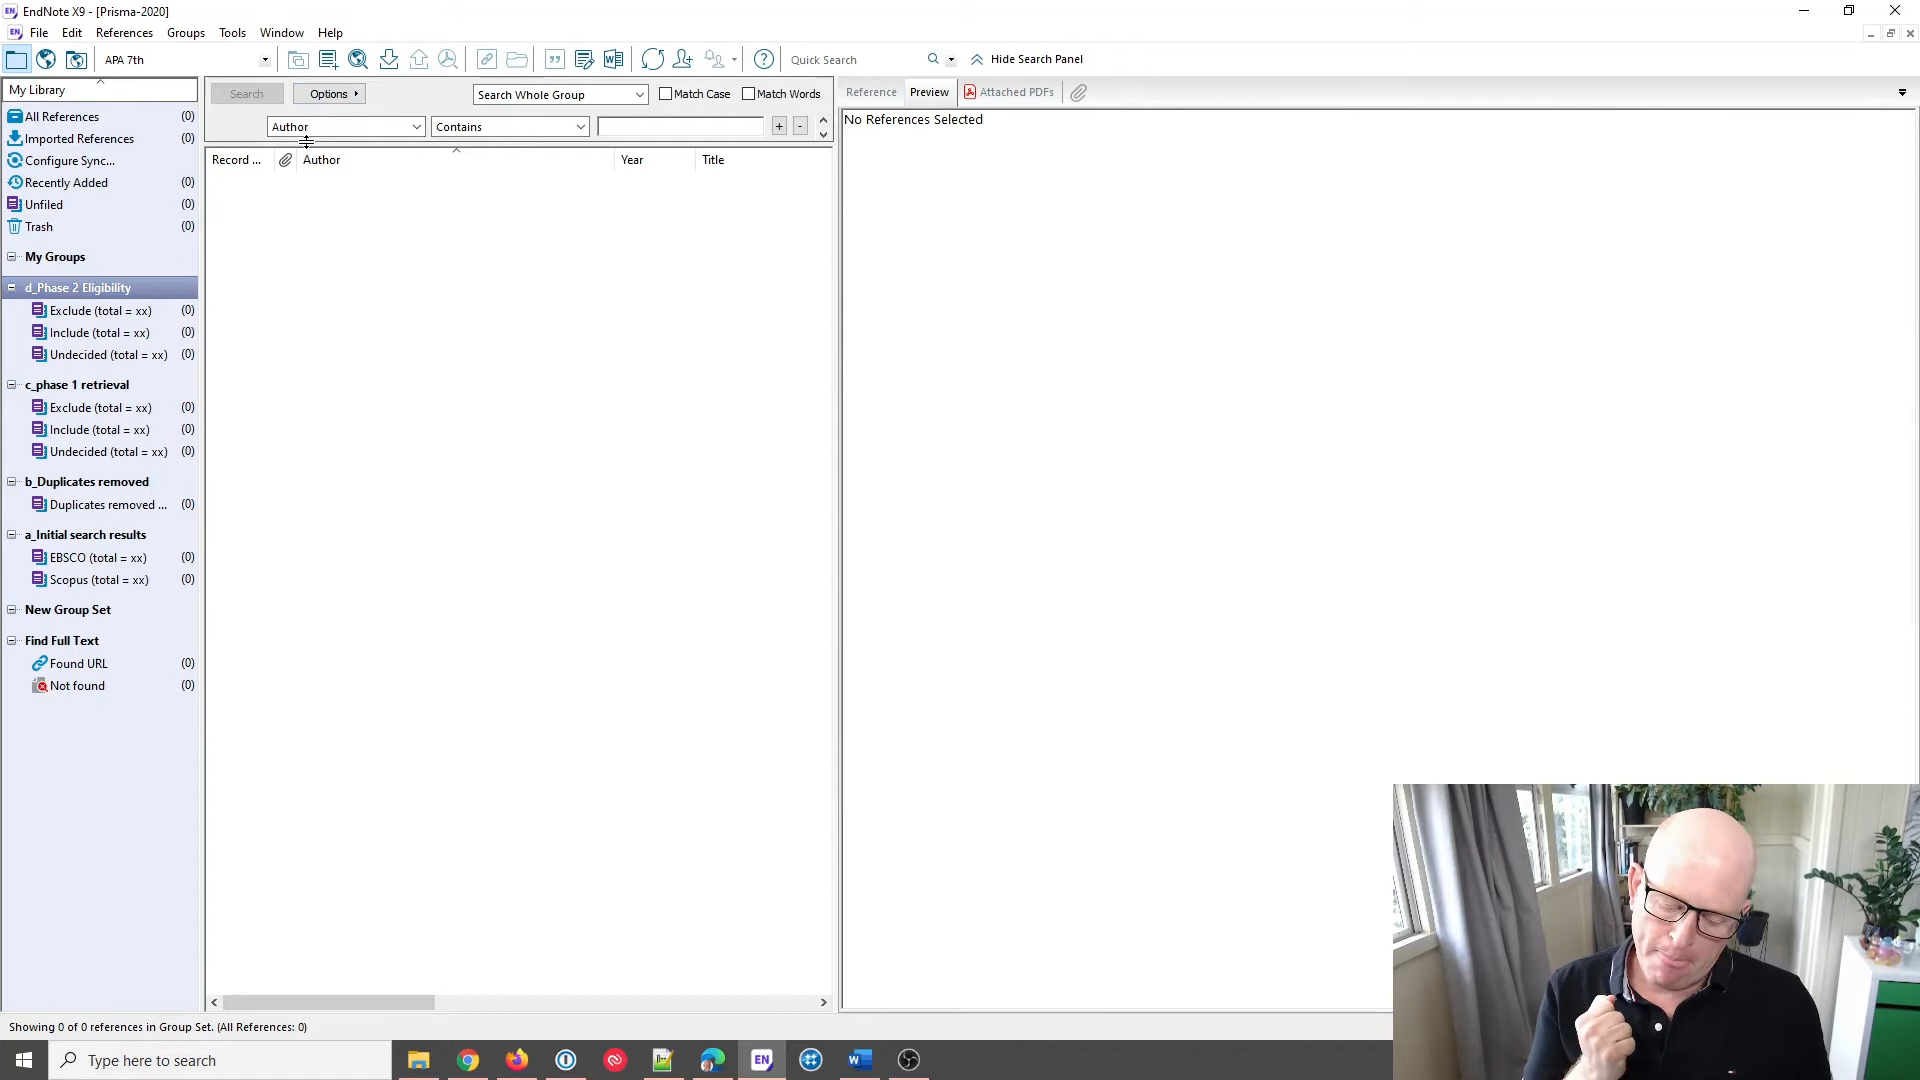 EndNote X9 - [Prisma-2020]
File Edit References Groups Tools Window Help
APA 7th
Quick Search
Hide Search Panel
My Library
Search
Options
Search Whole Group
Match Case
Match Words
Author
Contains
+
-
Reference
Preview
Attached PDFs
No References Selected
Record ...
Author
Year
Title
All References (0)
Imported References (0)
Configure Sync...
Recently Added (0)
Unfiled (0)
Trash (0)
My Groups
d_Phase 2 Eligibility
Exclude (total = xx) (0)
Include (total = xx) (0)
Undecided (total = xx) (0)
c_phase 1 retrieval
Exclude (total = xx) (0)
Include (total = xx) (0)
Undecided (total = xx) (0)
b_Duplicates removed
Duplicates removed ... (0)
a_Initial search results
EBSCO (total = xx) (0)
Scopus (total = xx) (0)
New Group Set
Find Full Text
Found URL (0)
Not found (0)
Showing 0 of 0 references in Group Set. (All References: 0)
Type here to search
EN